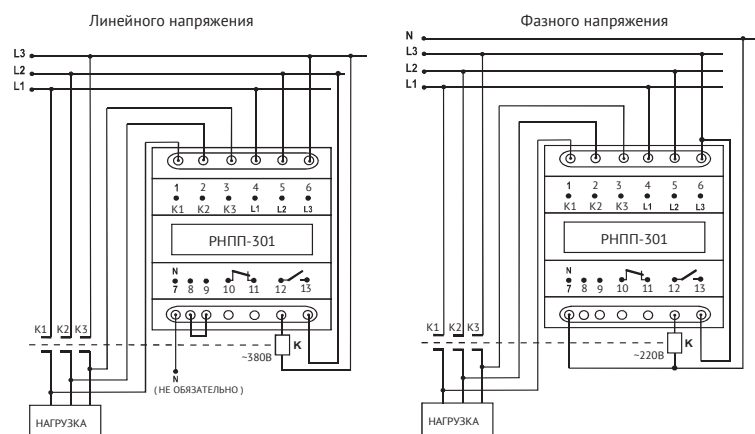 Линейного напряжения
L3
L2
L1
1 2 3 4 5 6
K1 K2 K3 L1 L2 L3
РНПП-301
N
7 8 9 10 11 12 13
K1 K2 K3
K
~380В
N
( НЕ ОБЯЗАТЕЛЬНО )
НАГРУЗКА
Фазного напряжения
N
L3
L2
L1
1 2 3 4 5 6
K1 K2 K3 L1 L2 L3
РНПП-301
N
7 8 9 10 11 12 13
K1 K2 K3
K
~220В
НАГРУЗКА